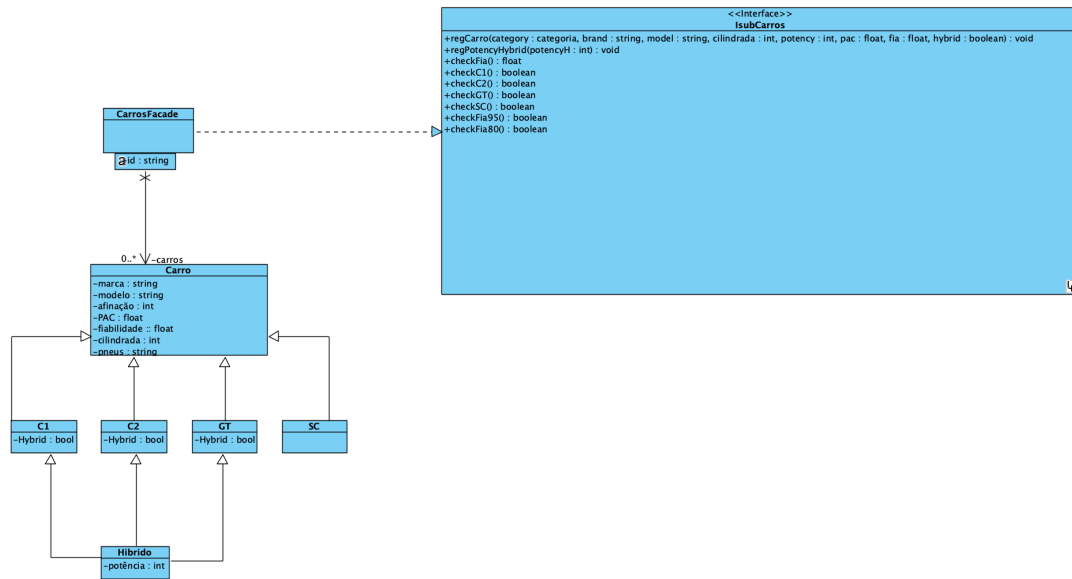 <<Interface>>
IsubCarros
+regCarro(category : categoria, brand : string, model : string, cilindrada : int, potency : int, pac : float, fia : float, hybrid : boolean) : void
+regPotencyHybrid(potencyH : int) : void
+checkFia() : float
+checkC1() : boolean
+checkC2() : boolean
+checkGT() : boolean
+checkSC() : boolean
+checkFia95() : boolean
+checkFia80() : boolean
CarrosFacade
-id : string
0..* -carros
Carro
-marca : string
-modelo : string
-afinação : int
-PAC : float
-fiabilidade :: float
-cilindrada : int
-pneus : string
C1
-Hybrid : bool
C2
-Hybrid : bool
GT
-Hybrid : bool
SC
Hibrido
-potência : int